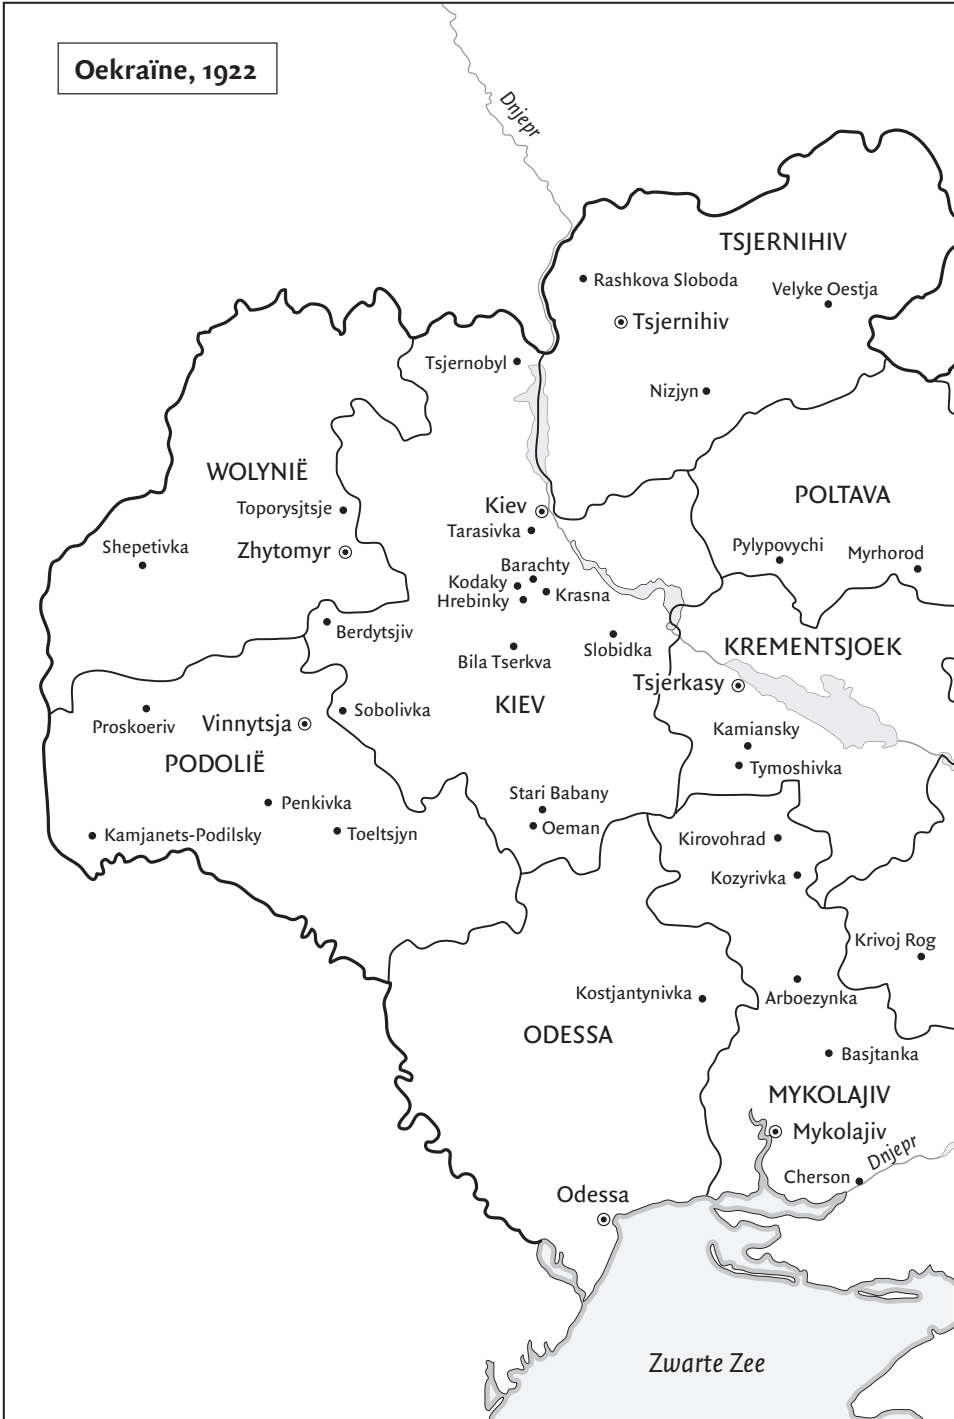 Oekraïne, 1922
Dnjepr
TSJERNIHIV
Rashkova Sloboda
Velyke Oestja
Tsjernihiv
Tsjernobyl
Nizjyn
WOLYNIË
POLTAVA
Toporysjtsje
Kiev
Tarasivka
Shepetivka
Zhytomyr
Pylypovychi
Myrhorod
Barachty
Kodaky
Krasna
Hrebinky
Berdytsjiv
Slobidka
KREMENTSJOEK
Bila Tserkva
Tsjerkasy
Proskoeriv
Vinnytsja
Sobolivka
KIEV
Kamiansky
PODOLIË
Tymoshivka
Penkivka
Stari Babany
Kamjanets-Podilsky
Toeltsjyn
Oeman
Kirovohrad
Kozyrivka
Krivoj Rog
Kostjantynivka
Arboezynka
ODESSA
Basjtanka
MYKOLAJIV
Mykolajiv
Dnjepr
Cherson
Odessa
Zwarte Zee